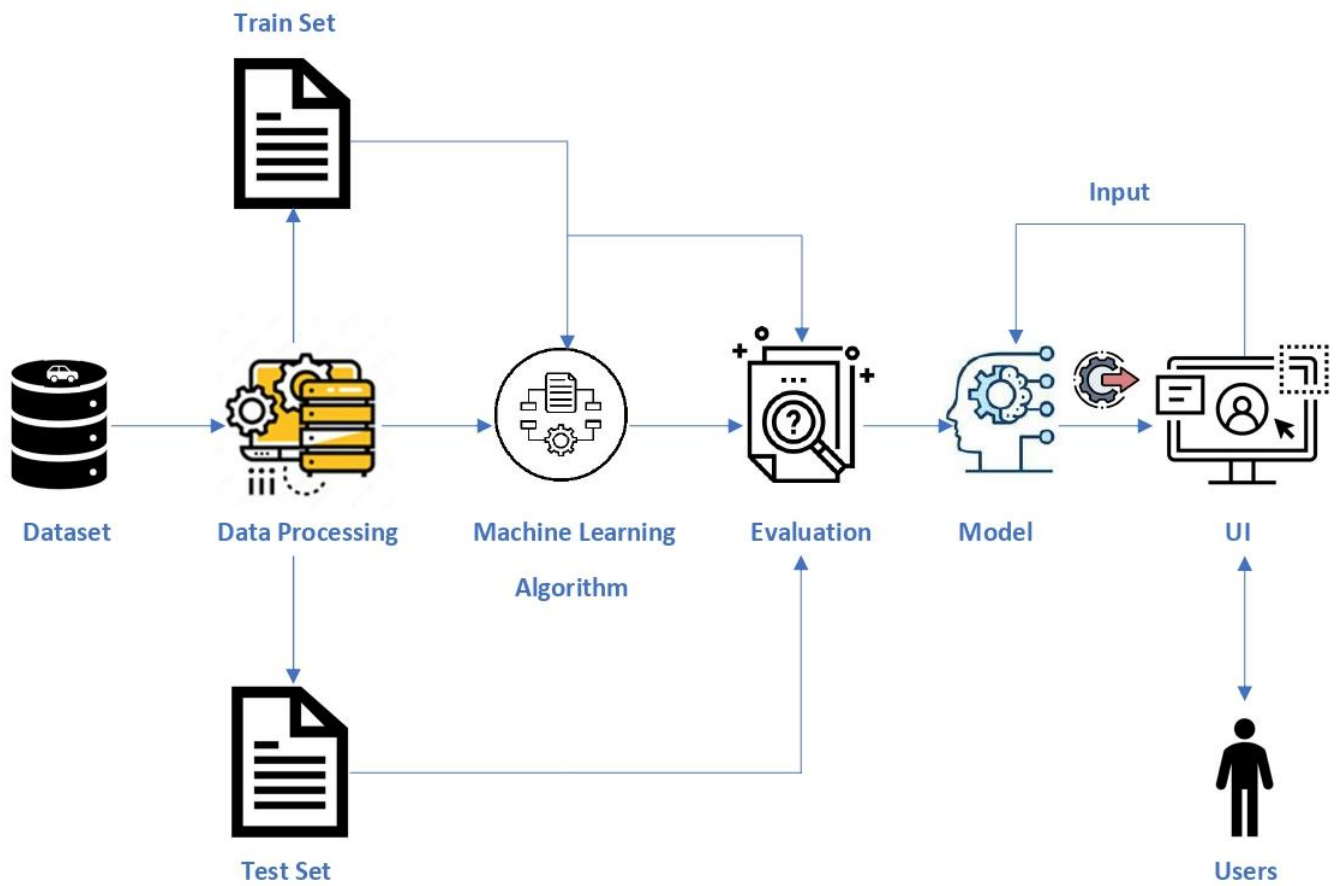 Train Set
Input
Dataset
Data Processing
Machine Learning
Algorithm
Evaluation
Model
UI
Test Set
Users